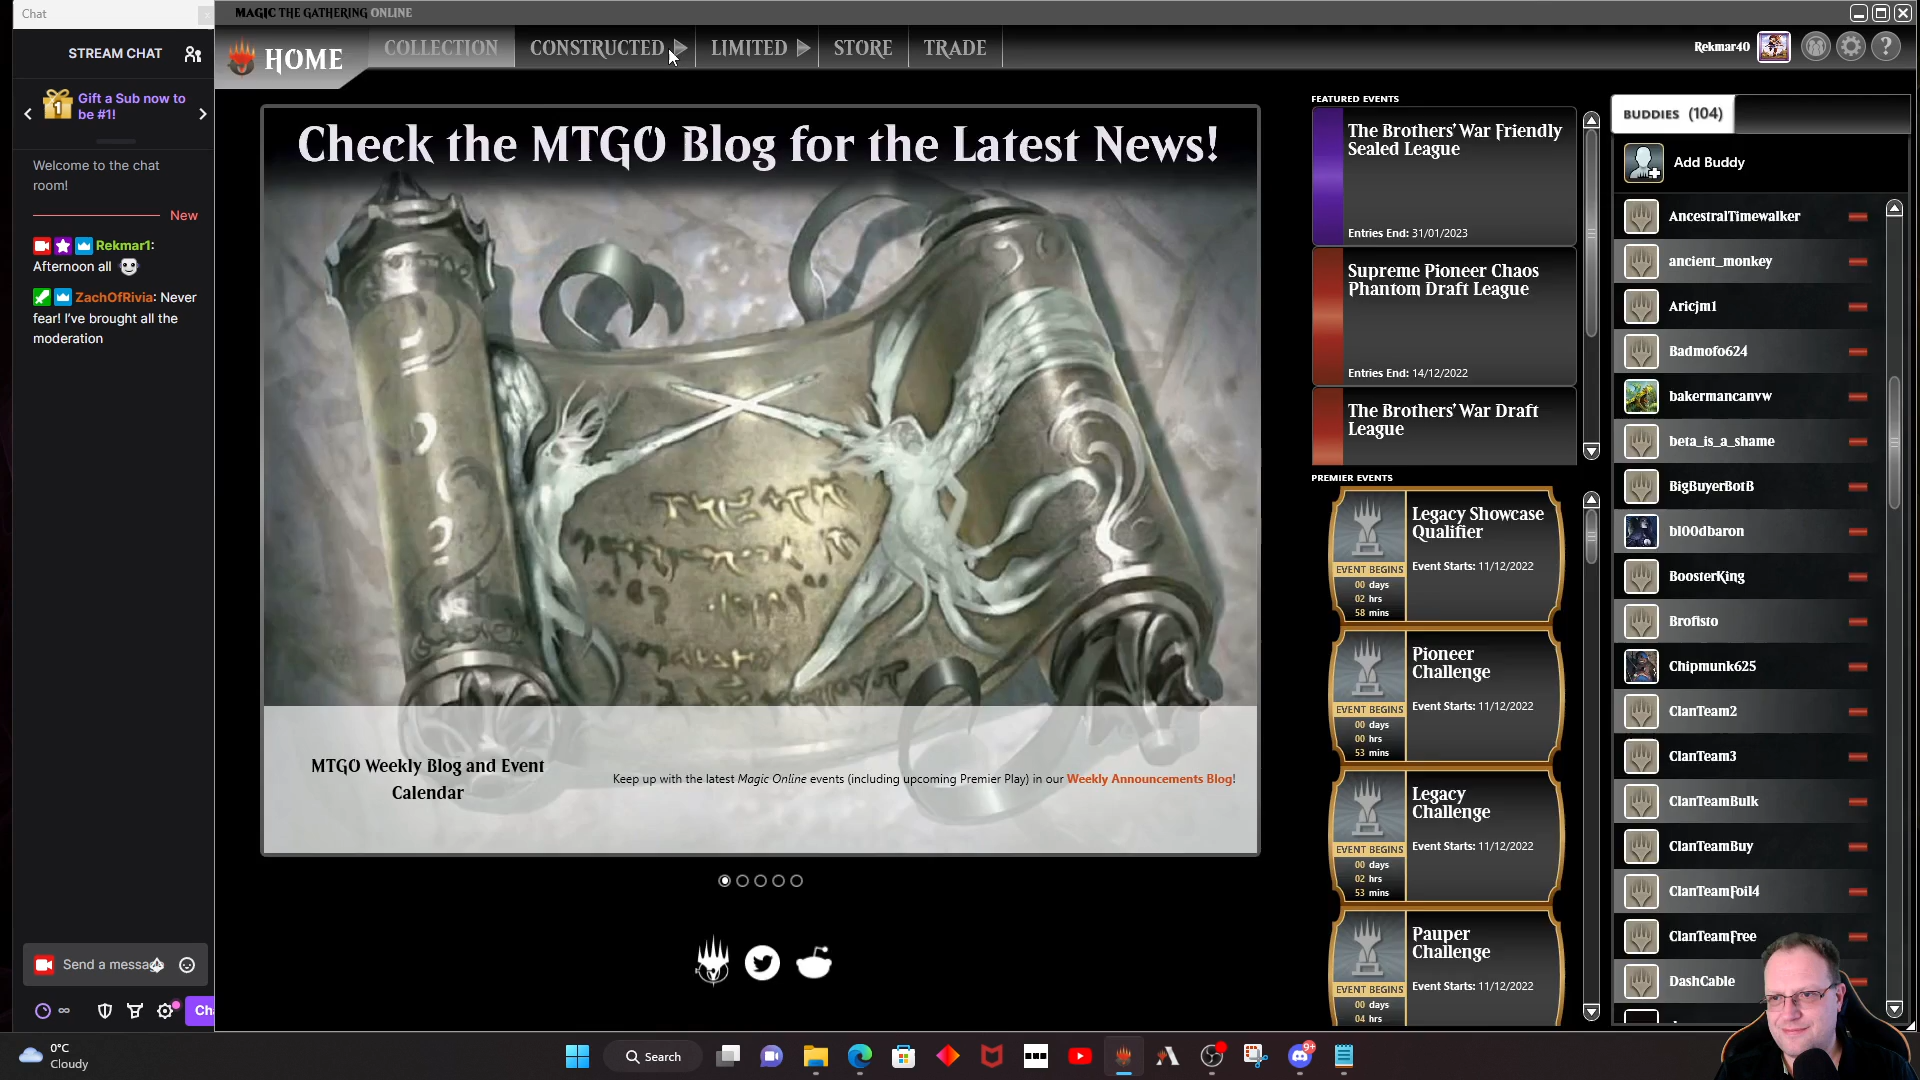 Chat
MAGIC THE GATHERING ONLINE
STREAM CHAT
HOME
COLLECTION
CONSTRUCTED
LIMITED
STORE
TRADE
Rekmar40
?
1
Gift a Sub now to
be #1!
Welcome to the chat
room!
New
Rekmar1:
Afternoon all
ZachOfRivia: Never
fear! I've brought all the
moderation
Send a messa
Cha
Check the MTGO Blog for the Latest News!
MTGO Weekly Blog and Event
Calendar
Keep up with the latest Magic Online events (including upcoming Premier Play) in our Weekly Announcements Blog!
FEATURED EVENTS
The Brothers' War Friendly
Sealed League
Entries End: 31/01/2023
Supreme Pioneer Chaos
Phantom Draft League
Entries End: 14/12/2022
The Brothers' War Draft
League
PREMIER EVENTS
Legacy Showcase
Qualifier
Event Starts: 11/12/2022
EVENT BEGINS
00 days
02 hrs
58 mins
Pioneer
Challenge
Event Starts: 11/12/2022
EVENT BEGINS
00 days
00 hrs
53 mins
Legacy
Challenge
Event Starts: 11/12/2022
EVENT BEGINS
00 days
02 hrs
53 mins
Pauper
Challenge
Event Starts: 11/12/2022
EVENT BEGINS
00 days
04 hrs
BUDDIES (104)
Add Buddy
AncestralTimewalker
ancient_monkey
Aricjm1
Badmofo624
bakermancanvw
beta_is_a_shame
BigBuyerBotB
bl00dbaron
BoosterKing
Brofisto
Chipmunk625
ClanTeam2
ClanTeam3
ClanTeamBulk
ClanTeamBuy
ClanTeamFoil4
ClanTeamFree
DashCable
0°C
Cloudy
Search
9+